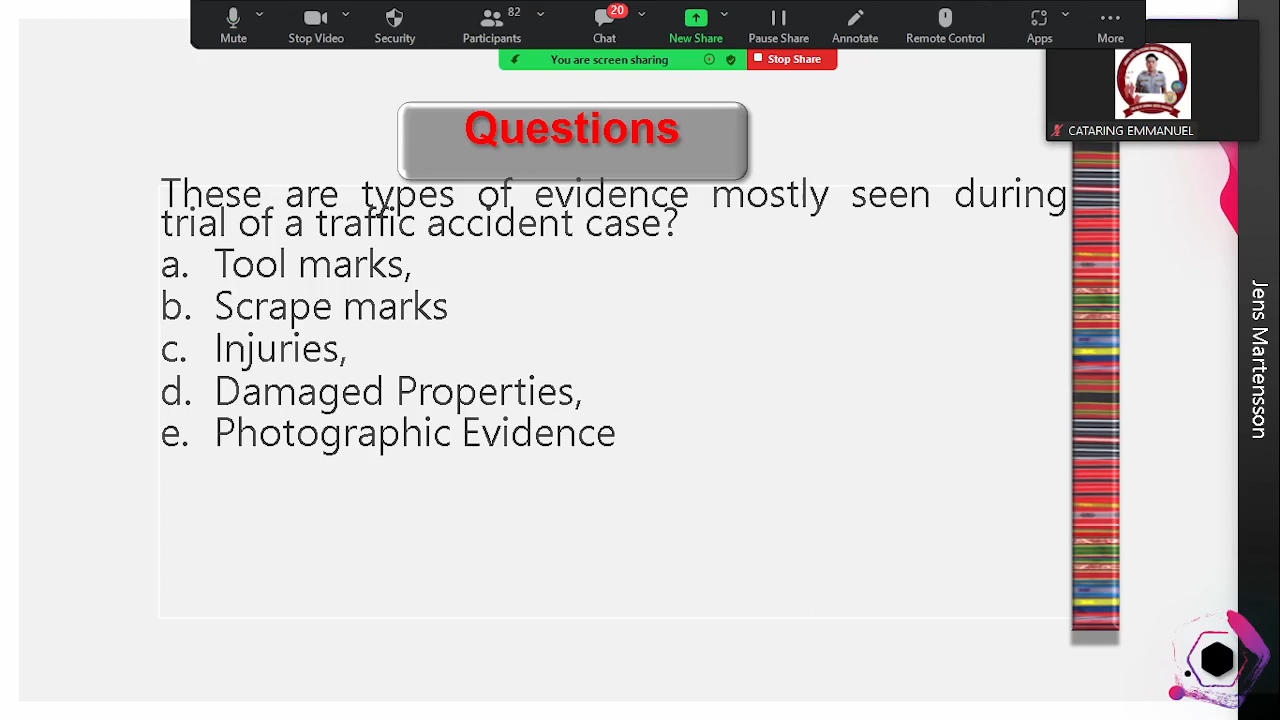 Mute
Stop Video
Security
82
Participants
20
Chat
New Share
Pause Share
Annotate
Remote Control
Apps
More
You are screen sharing
Stop Share
CATARING EMMANUEL
Questions
These are types of evidence mostly seen during
trial of a traffic accident case?
a. Tool marks,
b. Scrape marks
c. Injuries,
d. Damaged Properties,
e. Photographic Evidence
Jens Martensson